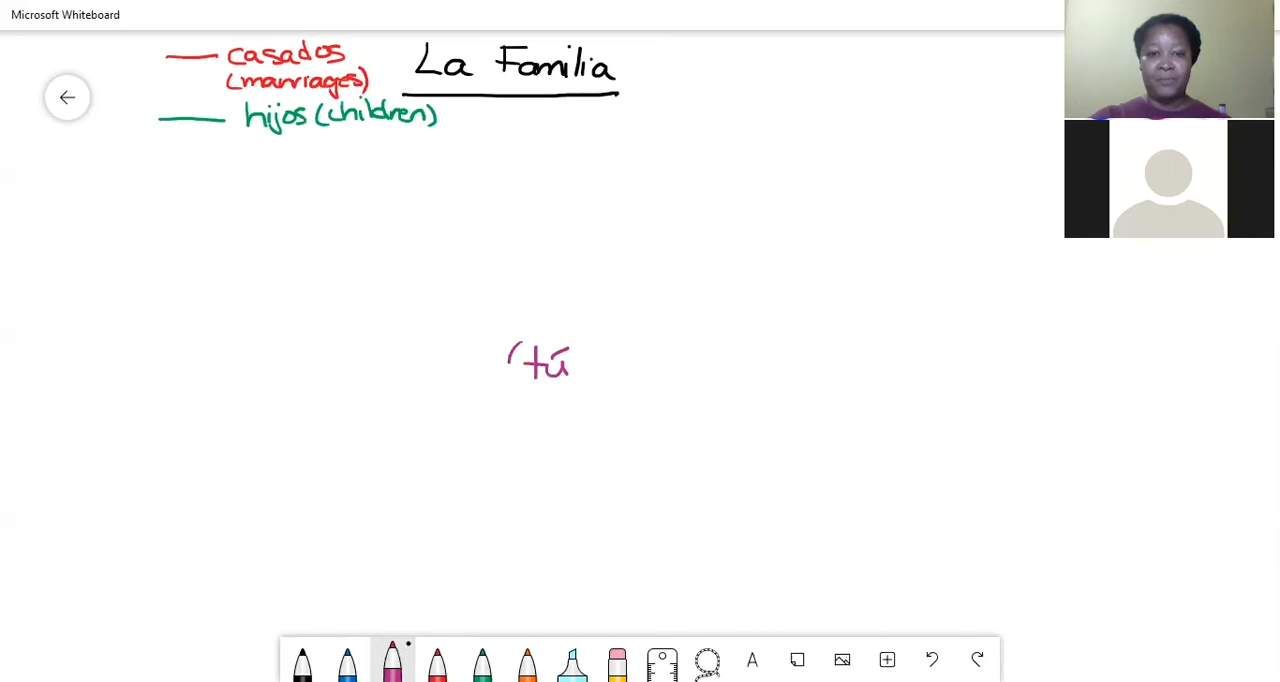 Microsoft Whiteboard
casados
(marriages)
La Familia
hijos (children)
(tú
A